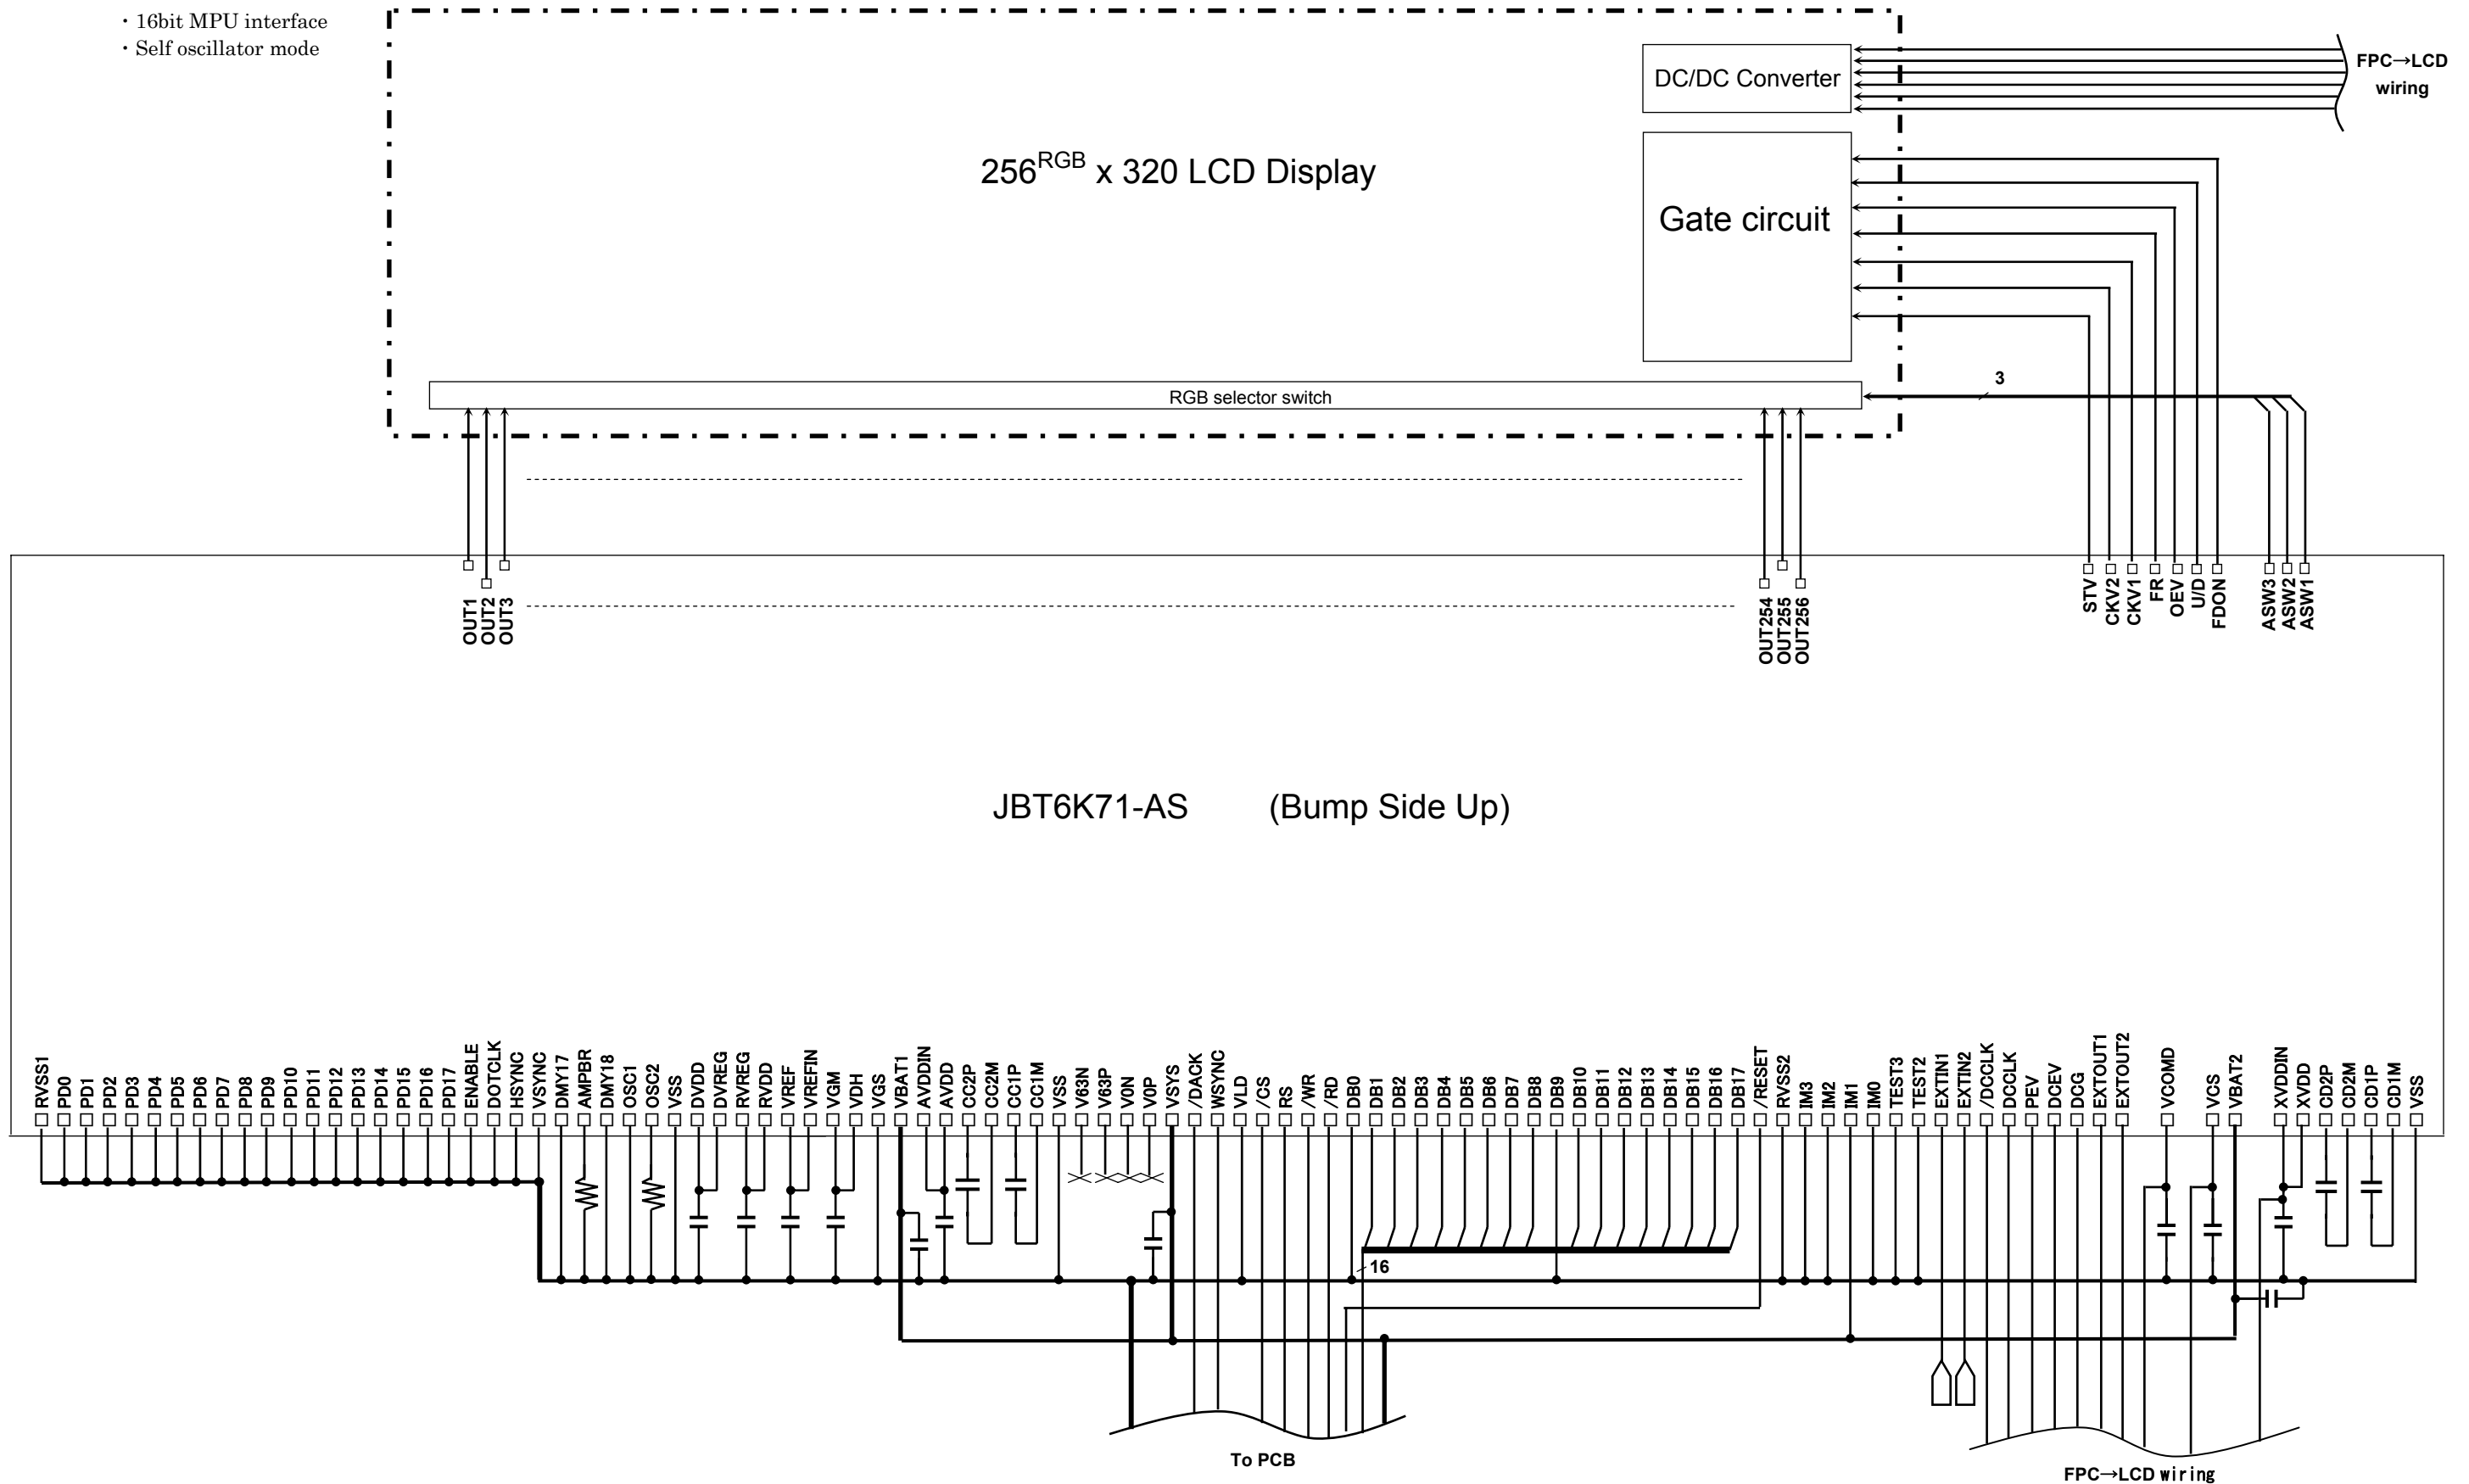 ・16bit MPU interface
・Self oscillator mode
DC/DC Converter
FPC→LCD
wiring
256RGB x 320 LCD Display
Gate circuit
3
RGB selector switch
OUT1
OUT2
OUT3
OUT254
OUT255
OUT256
STV
CKV2
CKV1
FR
OEV
U/D
FDON
ASW3
ASW2
ASW1
JBT6K71-AS (Bump Side Up)
RVSS1
PD0
PD1
PD2
PD3
PD4
PD5
PD6
PD7
PD8
PD9
PD10
PD11
PD12
PD13
PD14
PD15
PD16
PD17
ENABLE
DOTCLK
HSYNC
VSYNC
DMY17
AMPBR
DMY18
OSC1
OSC2
VSS
DVDD
DVREG
RVREG
RVDD
VREF
VREFIN
VGM
VDH
VGS
VBAT1
AVDDIN
AVDD
CC2P
CC2M
CC1P
CC1M
VSS
V63N
V63P
V0N
V0P
VSYS
/DACK
WSYNC
VLD
/CS
RS
/WR
/RD
DB0
DB1
DB2
DB3
DB4
DB5
DB6
DB7
DB8
DB9
DB10
DB11
DB12
DB13
DB14
DB15
DB16
DB17
/RESET
RVSS2
IM3
IM2
IM1
IM0
TEST3
TEST2
EXTIN1
EXTIN2
/DCCLK
DCCLK
PEV
DCEV
DCG
EXTOUT1
EXTOUT2
VCOMD
VCS
VBAT2
XVDDIN
XVDD
CD2P
CD2M
CD1P
CD1M
VSS
16
To PCB
FPC→LCD wiring